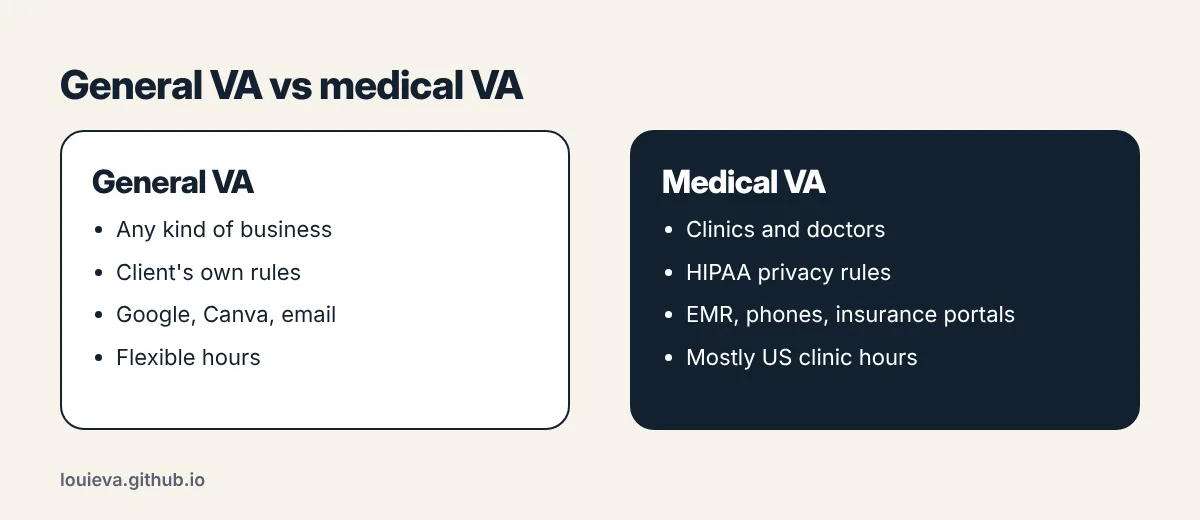 General VA vs medical VA
General VA
• Any kind of business
• Client's own rules
• Google, Canva, email
• Flexible hours
Medical VA
• Clinics and doctors
• HIPAA privacy rules
• EMR, phones, insurance portals
• Mostly US clinic hours
louieva.github.io